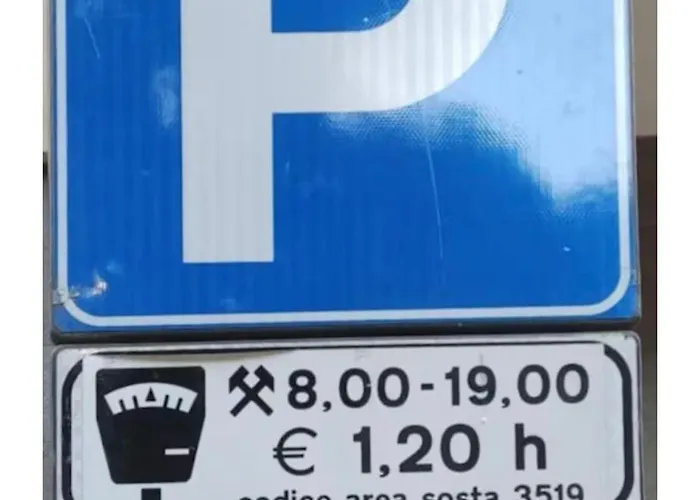 P
8,00-19,00
€ 1,20 h
codice area sosta 3519